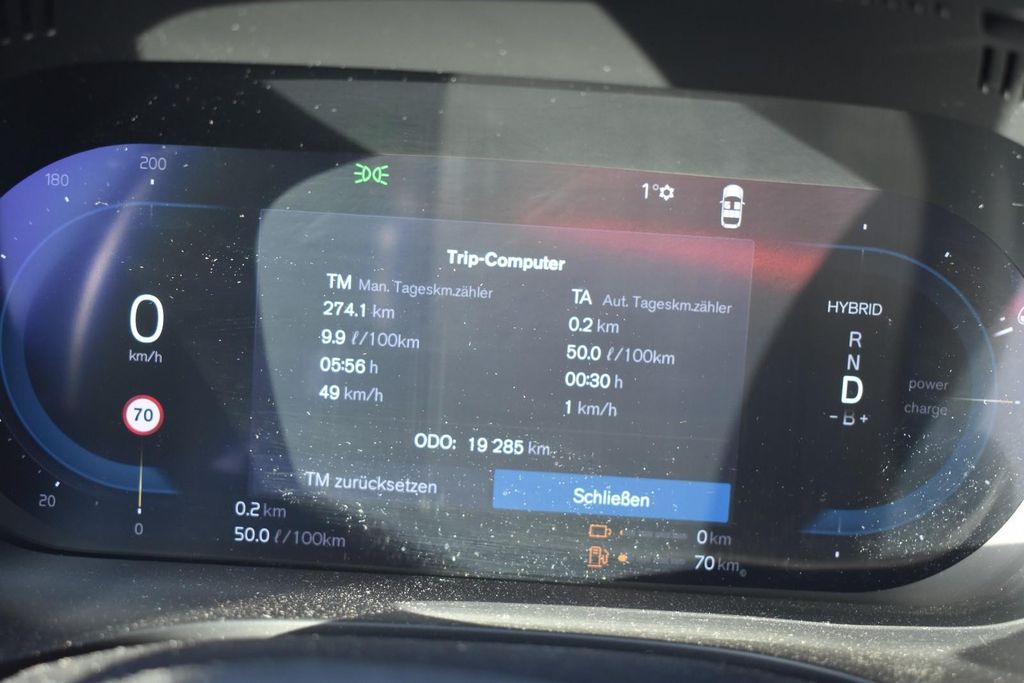 200
180
1°
Trip-Computer
TM Man. Tageskm.zähler
274.1 km
9.9 ℓ/100km
05:56 h
49 km/h
TA Aut. Tageskm.zähler
0.2 km
50.0 ℓ/100km
00:30 h
1 km/h
ODO: 19 285 km
TM zurücksetzen
Schließen
0
km/h
70
20
0
0.2 km
50.0 ℓ/100km
0 km
70 km
HYBRID
R
N
D
- B +
power
charge